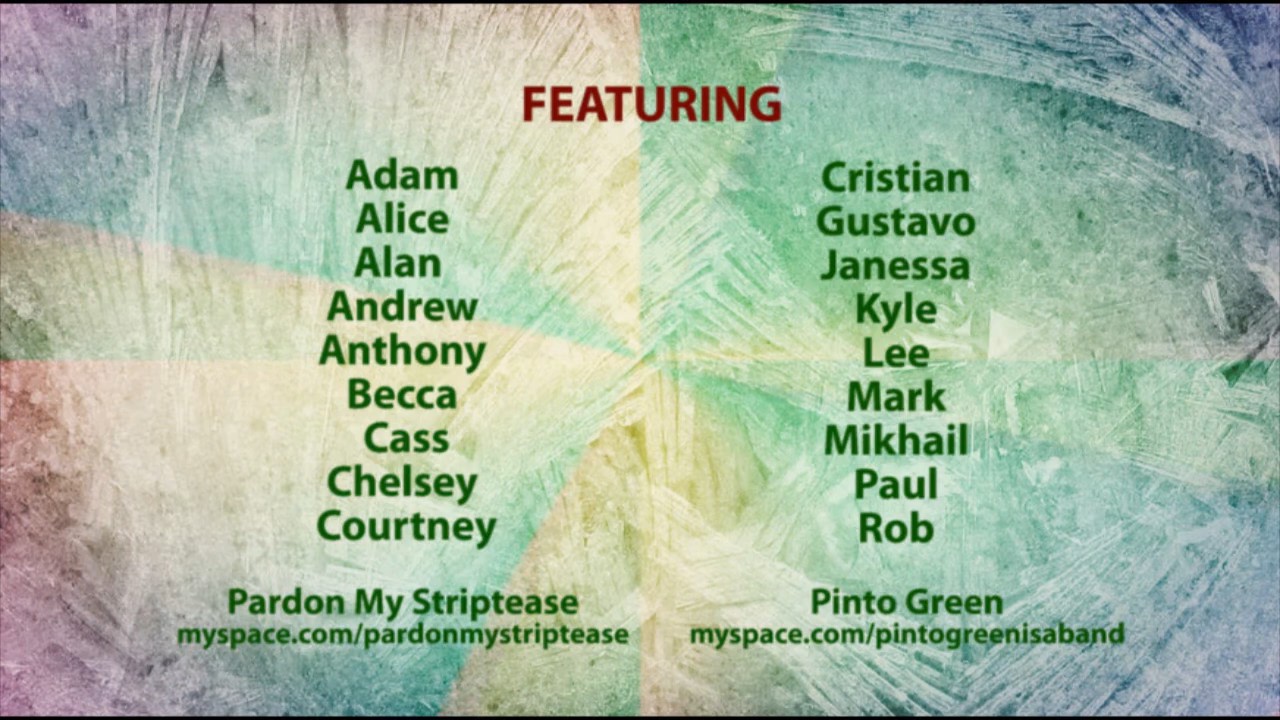 FEATURING
Adam
Alice
Alan
Andrew
Anthony
Becca
Cass
Chelsey
Courtney
Cristian
Gustavo
Janessa
Kyle
Lee
Mark
Mikhail
Paul
Rob
Pardon My Striptease
myspace.com/pardonmystriptease
Pinto Green
myspace.com/pintogreenisaband